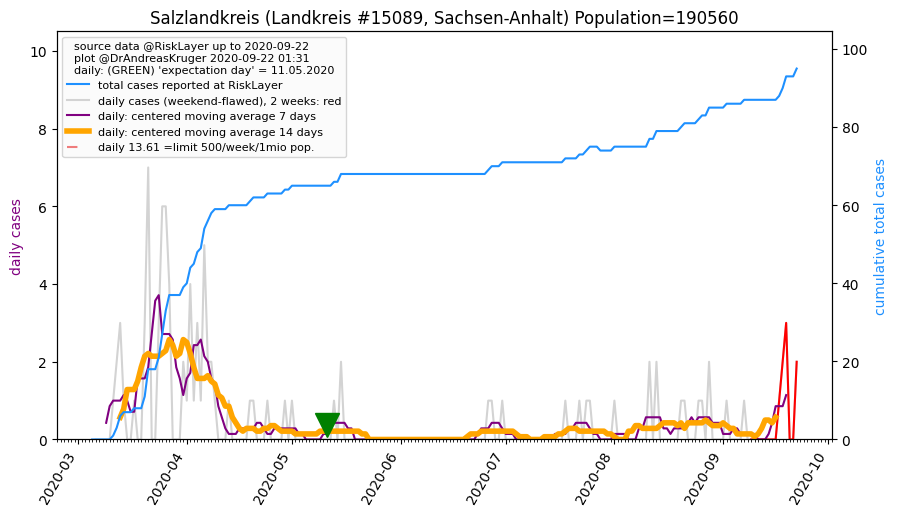 Salzlandkreis (Landkreis #15089, Sachsen-Anhalt) Population=190560
source data @RiskLayer up to 2020-09-22
plot @DrAndreasKruger 2020-09-22 01:31
daily: (GREEN) 'expectation day' = 11.05.2020
total cases reported at RiskLayer
daily cases (weekend-flawed), 2 weeks: red
daily: centered moving average 7 days
daily: centered moving average 14 days
daily 13.61 =limit 500/week/1mio pop.
daily cases
10
8
6
4
2
0
100
80
60
40
20
0
cumulative total cases
2020-03
2020-04
2020-05
2020-06
2020-07
2020-08
2020-09
2020-10